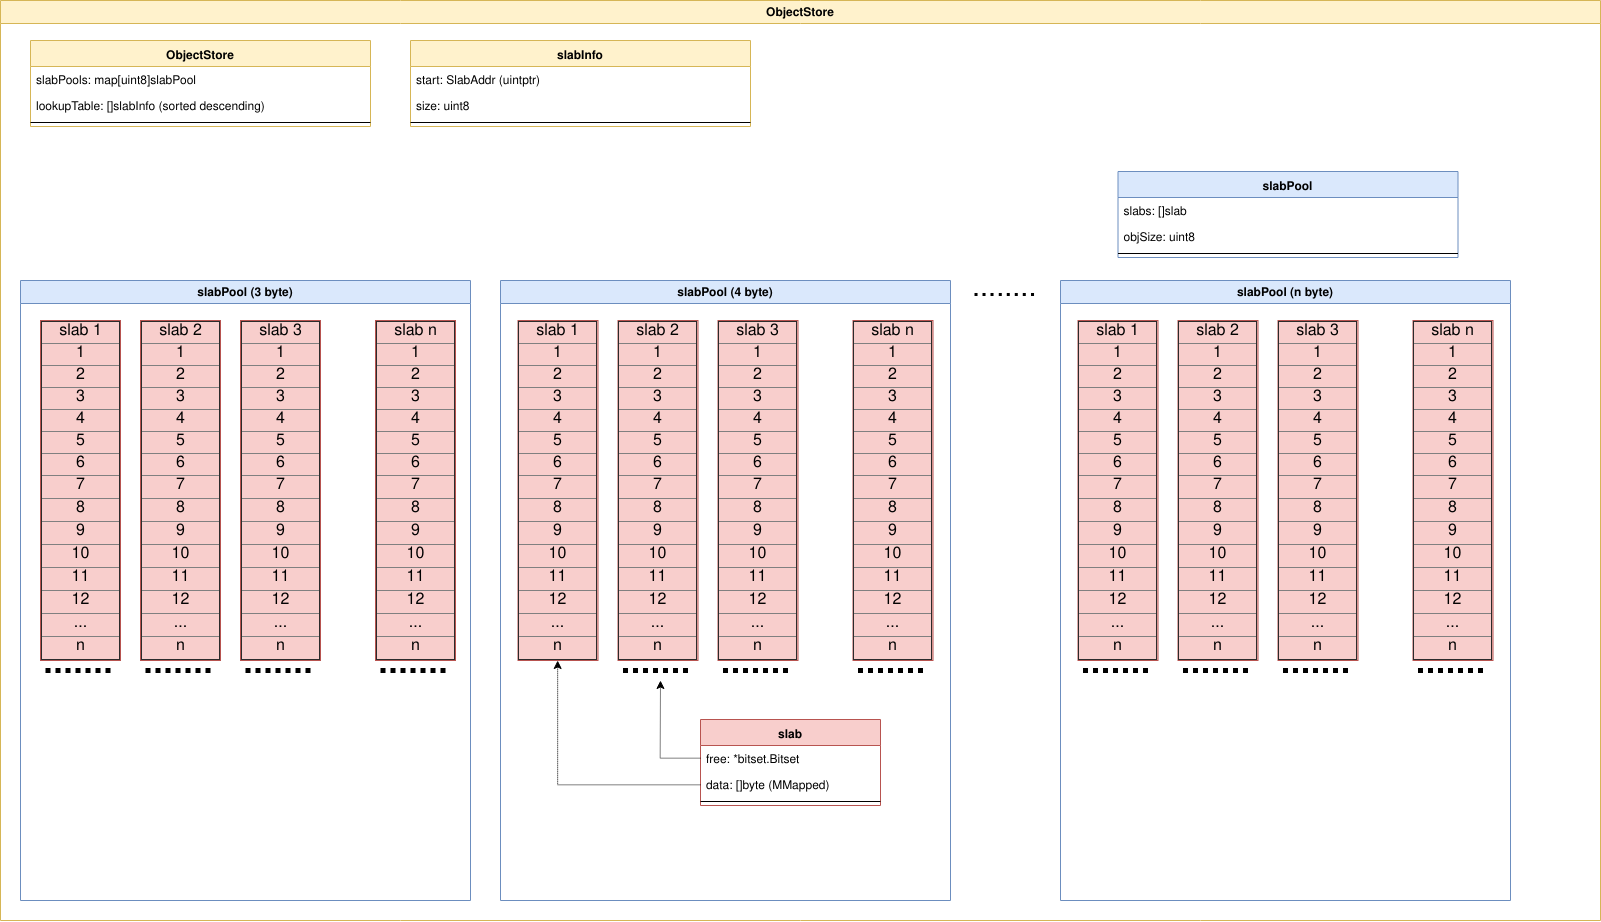 ObjectStore
ObjectStore
slabPools: map[uint8]slabPool
lookupTable: []slabInfo (sorted descending)
slabInfo
start: SlabAddr (uintptr)
size: uint8
slabPool
slabs: []slab
objSize: uint8
slabPool (3 byte)
slab 1 slab 2 slab 3 slab n
1 1 1 1
2 2 2 2
3 3 3 3
4 4 4 4
5 5 5 5
6 6 6 6
7 7 7 7
8 8 8 8
9 9 9 9
10 10 10 10
11 11 11 11
12 12 12 12
... ... ... ...
n n n n
slabPool (4 byte)
slab 1 slab 2 slab 3 slab n
1 1 1 1
2 2 2 2
3 3 3 3
4 4 4 4
5 5 5 5
6 6 6 6
7 7 7 7
8 8 8 8
9 9 9 9
10 10 10 10
11 11 11 11
12 12 12 12
... ... ... ...
n n n n
slab
free: *bitset.Bitset
data: []byte (MMapped)
slabPool (n byte)
slab 1 slab 2 slab 3 slab n
1 1 1 1
2 2 2 2
3 3 3 3
4 4 4 4
5 5 5 5
6 6 6 6
7 7 7 7
8 8 8 8
9 9 9 9
10 10 10 10
11 11 11 11
12 12 12 12
... ... ... ...
n n n n